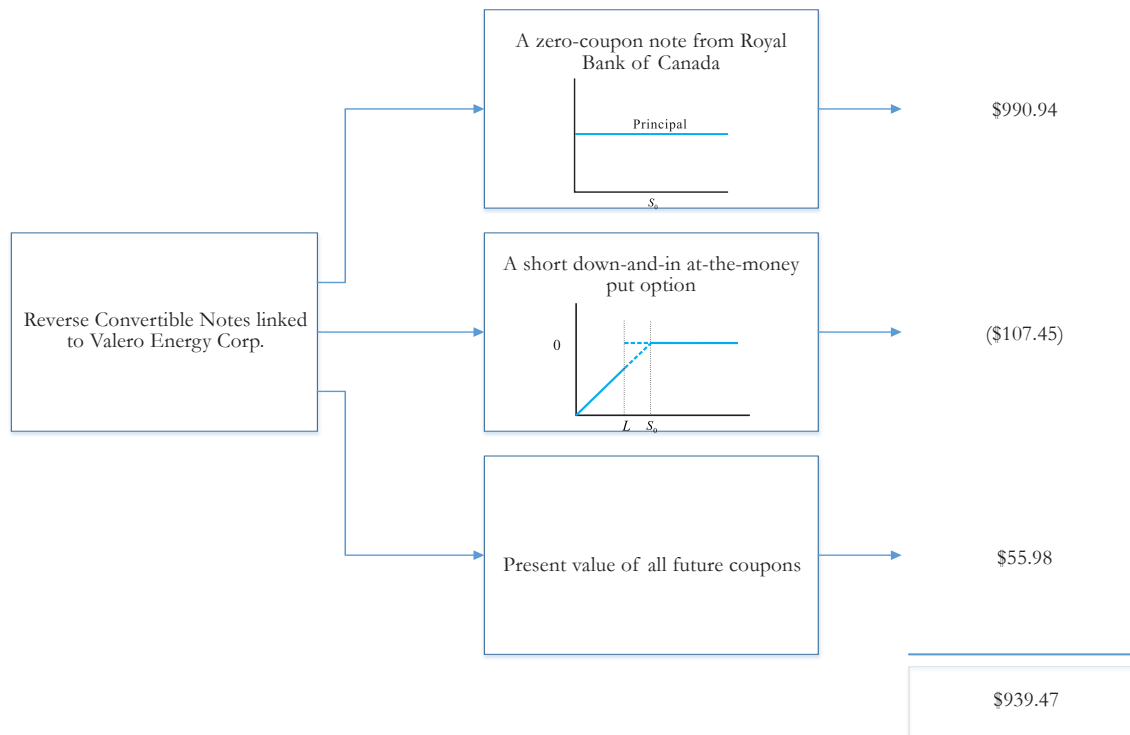 A zero-coupon note from Royal
Bank of Canada
Principal
S₀
$990.94
Reverse Convertible Notes linked
to Valero Energy Corp.
A short down-and-in at-the-money
put option
0
L S₀
($107.45)
Present value of all future coupons
$55.98
$939.47